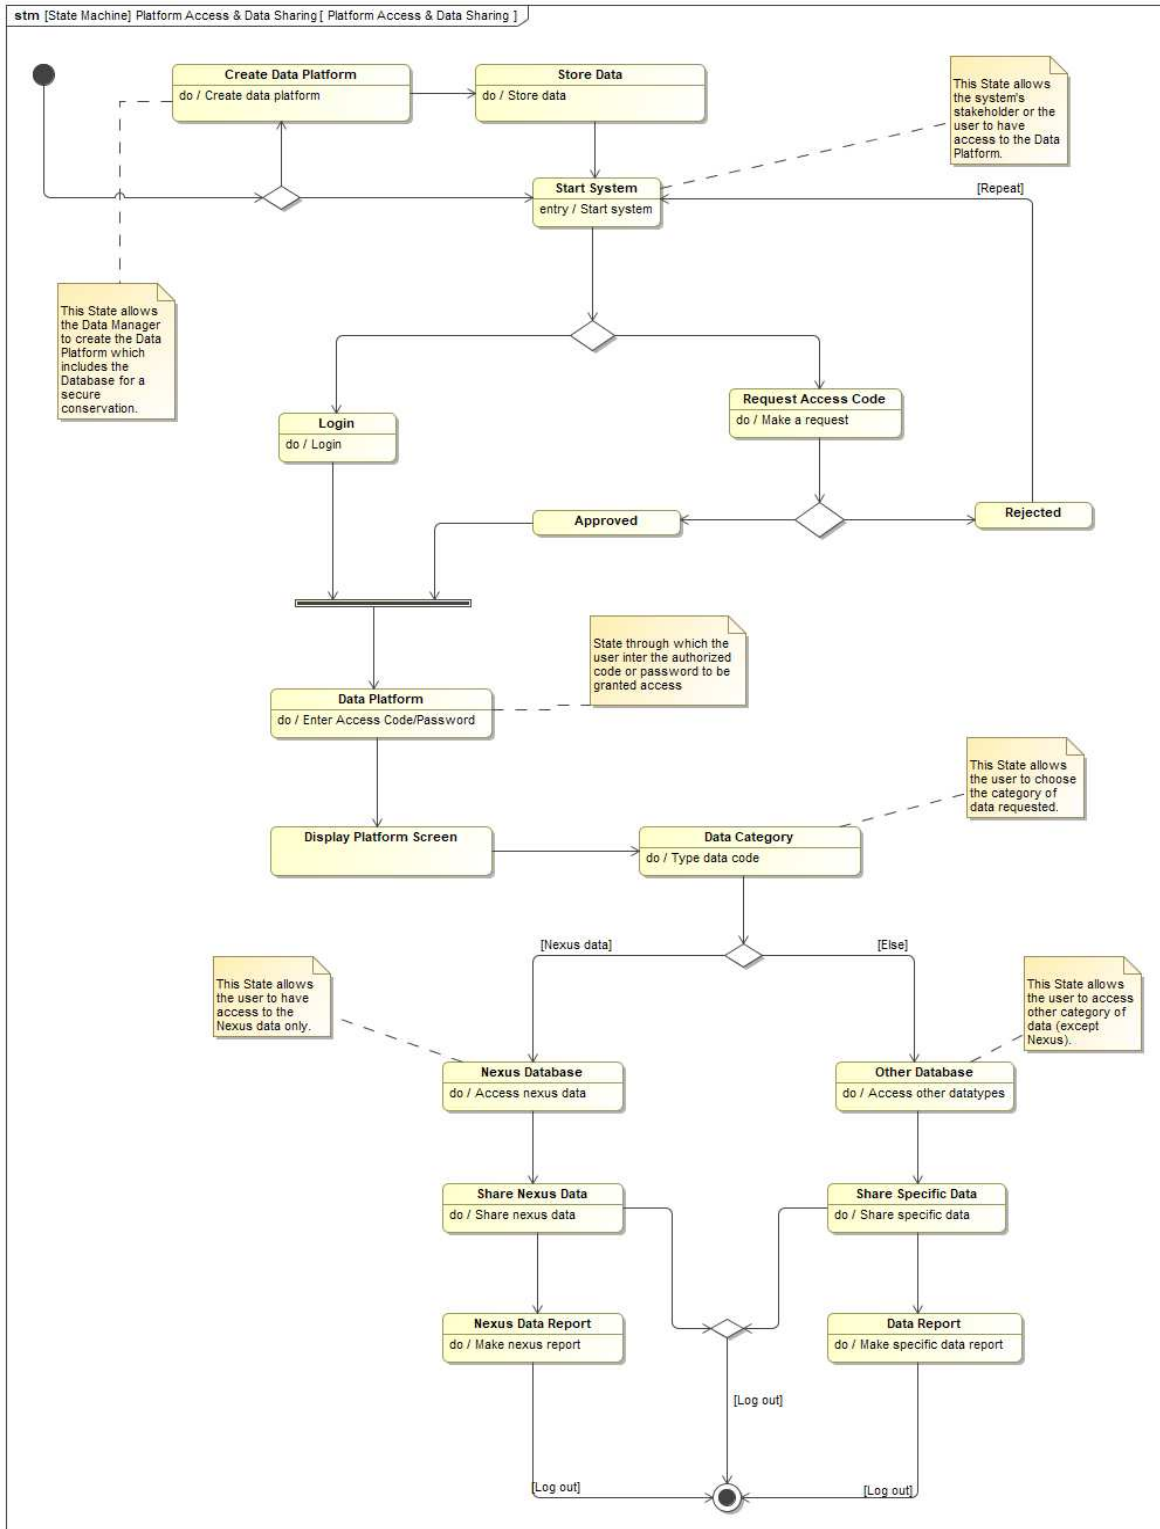 stm [State Machine] Platform Access & Data Sharing [ Platform Access & Data Sharing ]
Create Data Platform
do / Create data platform
Store Data
do / Store data
This State allows
the system's
stakeholder or the
user to have
access to the Data
Platform.
Start System
entry / Start system
[Repeat]
This State allows
the Data Manager
to create the Data
Platform which
includes the
Database for a
secure
conservation.
Login
do / Login
Request Access Code
do / Make a request
Approved
Rejected
State through which the
user inter the authorized
code or password to be
granted access
Data Platform
do / Enter Access Code/Password
This State allows
the user to choose
the category of
data requested.
Display Platform Screen
Data Category
do / Type data code
[Nexus data]
[Else]
This State allows
the user to have
access to the
Nexus data only.
This State allows
the user to access
other category of
data (except
Nexus).
Nexus Database
do / Access nexus data
Other Database
do / Access other datatypes
Share Nexus Data
do / Share nexus data
Share Specific Data
do / Share specific data
Nexus Data Report
do / Make nexus report
Data Report
do / Make specific data report
[Log out]
[Log out]
[Log out]